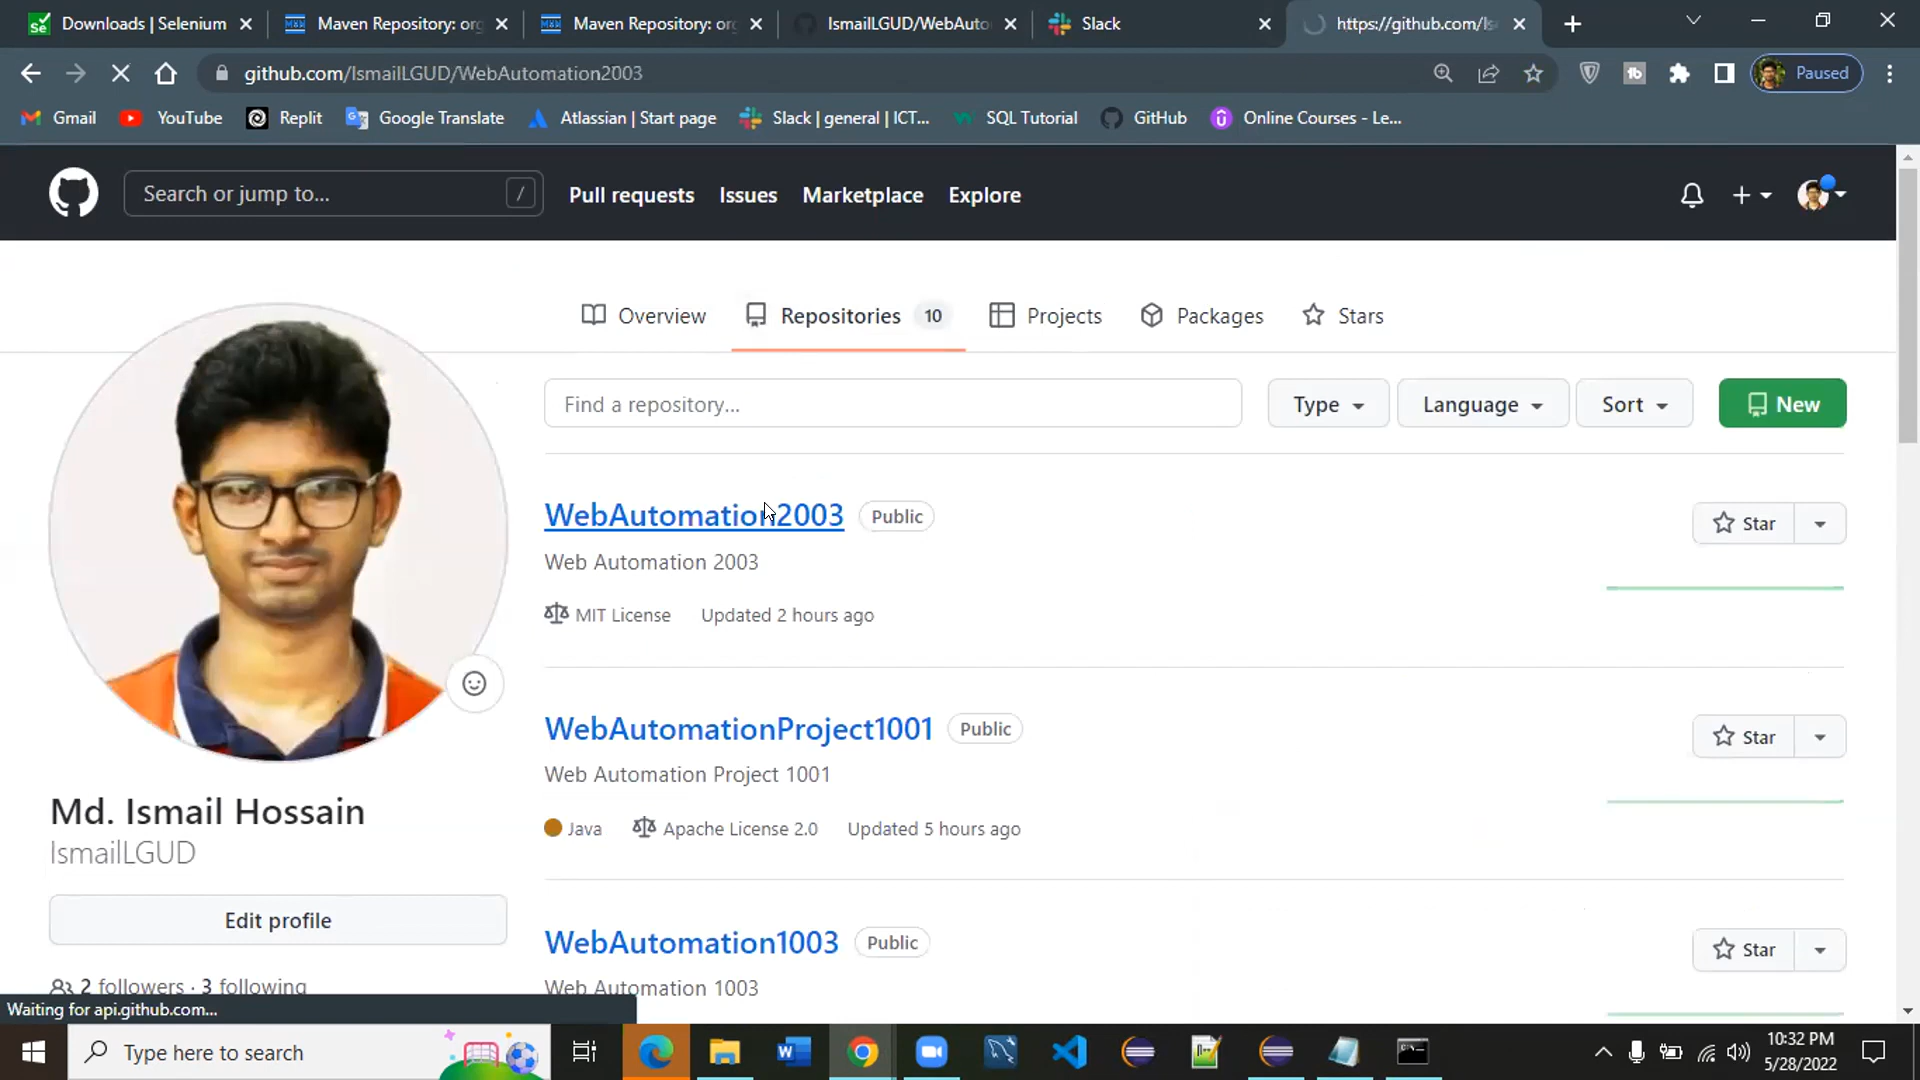 Downloads | Selenium
Maven Repository: org
Maven Repository: or
IsmailLGUD/WebAuto
Slack
https://github.com/Is
github.com/IsmailLGUD/WebAutomation2003
Paused
Gmail
YouTube
Replit
Google Translate
Atlassian | Start page
Slack | general | ICT...
SQL Tutorial
GitHub
Online Courses - Le...
Search or jump to...
/
Pull requests
Issues
Marketplace
Explore
Overview
Repositories 10
Projects
Packages
Stars
Find a repository...
Type
Language
Sort
New
WebAutomation2003 Public
Star
Web Automation 2003
MIT License Updated 2 hours ago
WebAutomationProject1001 Public
Star
Web Automation Project 1001
Java Apache License 2.0 Updated 5 hours ago
WebAutomation1003 Public
Star
Web Automation 1003
Md. Ismail Hossain
IsmailLGUD
Edit profile
2 followers · 3 following
Waiting for api.github.com...
Type here to search
10:32 PM
5/28/2022